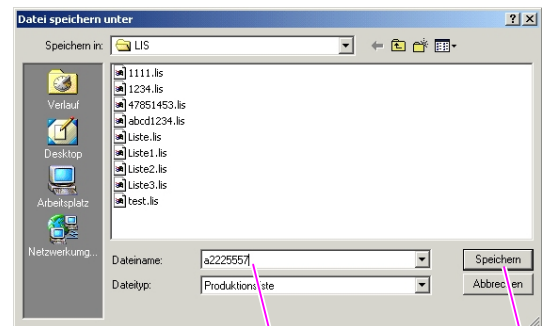 Datei speichern unter
Speichern in:
LIS
Verlauf
Desktop
Arbeitsplatz
Netzwerkumg...
1111.lis
1234.lis
47851453.lis
abcd1234.lis
Liste.lis
Liste1.lis
Liste2.lis
Liste3.lis
test.lis
Dateiname:
a2225557
Speichern
Dateityp:
Produktionsliste
Abbrechen